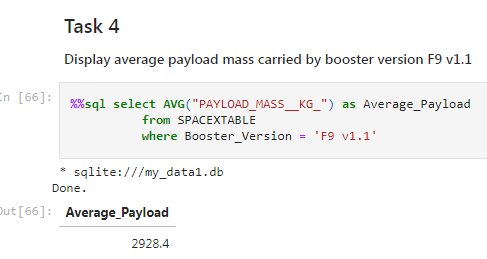 Task 4
Display average payload mass carried by booster version F9 v1.1
In [66]:
%%sql select AVG("PAYLOAD_MASS__KG_") as Average_Payload
from SPACEXTABLE
where Booster_Version = 'F9 v1.1'
* sqlite:///my_data1.db
Done.
Out[66]:
Average_Payload
2928.4